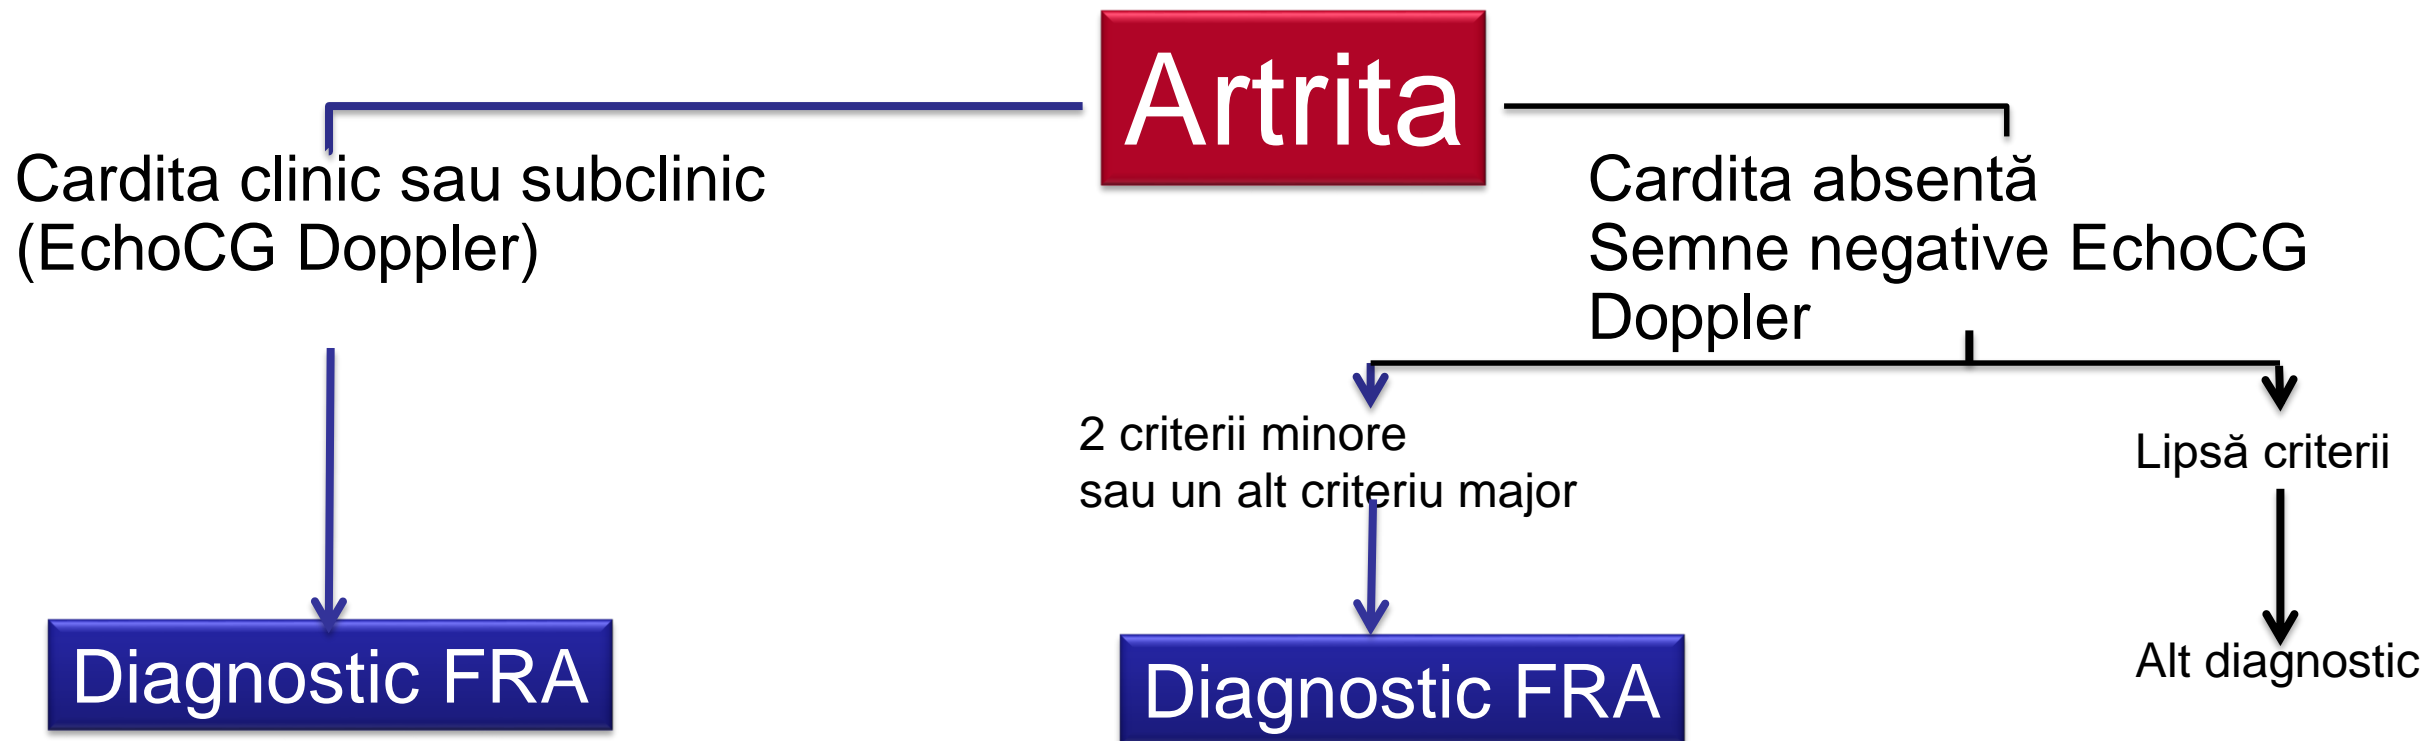 Artrita
Cardita clinic sau subclinic
(EchoCG Doppler)
Cardita absentă
Semne negative EchoCG
Doppler
2 criterii minore
sau un alt criteriu major
Lipsă criterii
Diagnostic FRA
Diagnostic FRA
Alt diagnostic